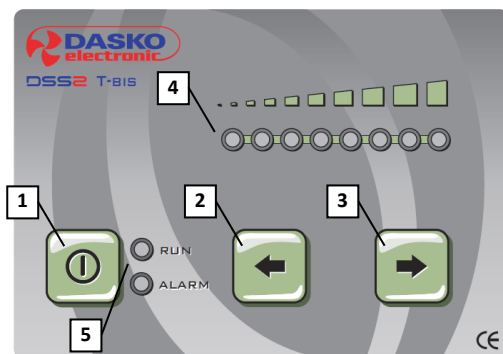 DASKO
electronic
DSS2 T-BIS
4
1
2
3
RUN
ALARM
5
CE